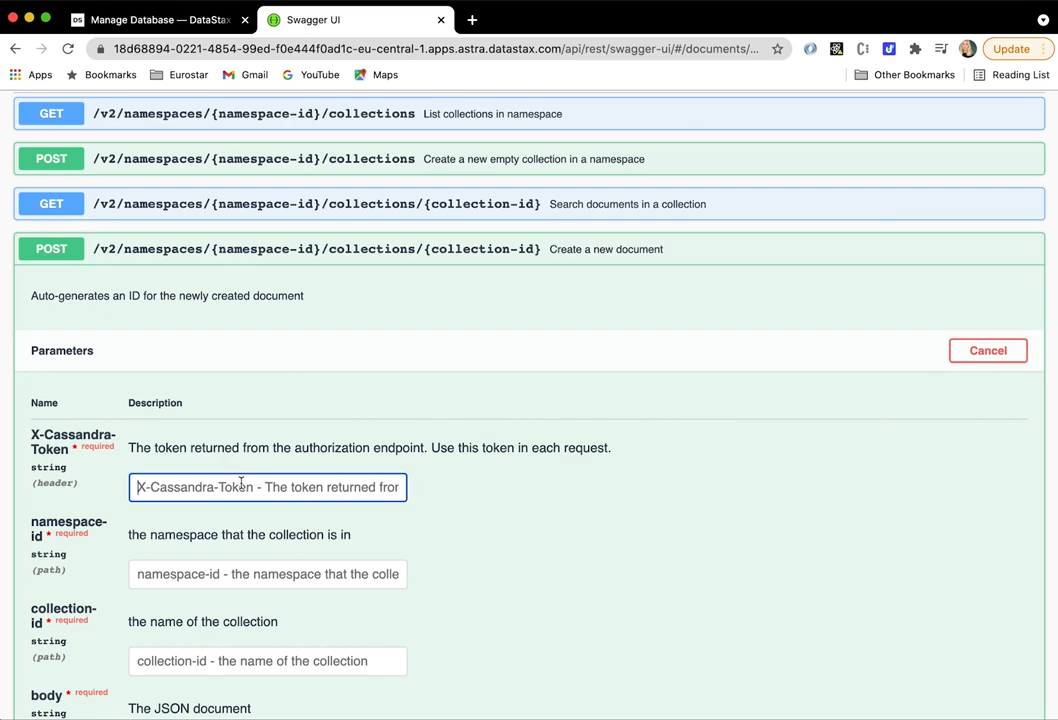 DS Manage Database — DataStax
Swagger UI
18d68894-0221-4854-99ed-f0e444f0ad1c-eu-central-1.apps.astra.datastax.com/api/rest/swagger-ui/#/documents/...
Update
Apps Bookmarks Eurostar Gmail YouTube Maps Other Bookmarks Reading List
GET /v2/namespaces/{namespace-id}/collections List collections in namespace
POST /v2/namespaces/{namespace-id}/collections Create a new empty collection in a namespace
GET /v2/namespaces/{namespace-id}/collections/{collection-id} Search documents in a collection
POST /v2/namespaces/{namespace-id}/collections/{collection-id} Create a new document
Auto-generates an ID for the newly created document
Parameters Cancel
Name Description
X-Cassandra-
Token * required
string
(header)
The token returned from the authorization endpoint. Use this token in each request.
X-Cassandra-Token - The token returned fror
namespace-
id * required
string
(path)
the namespace that the collection is in
namespace-id - the namespace that the colle
collection-
id * required
string
(path)
the name of the collection
collection-id - the name of the collection
body * required
string
The JSON document